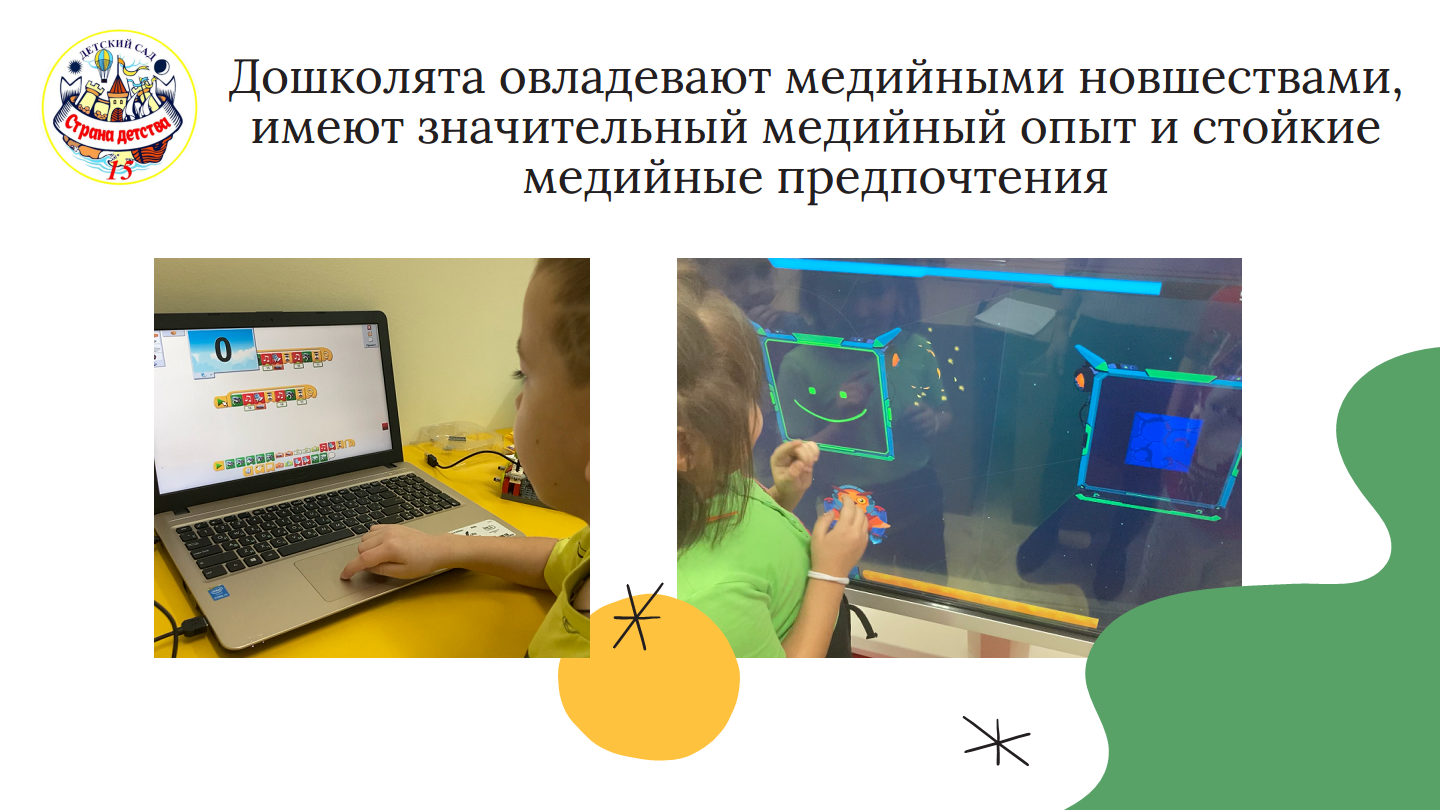 ДЕТСКИЙ САД
Страна детства
15
Дошколята овладевают медийными новшествами,
имеют значительный медийный опыт и стойкие
медийные предпочтения
0